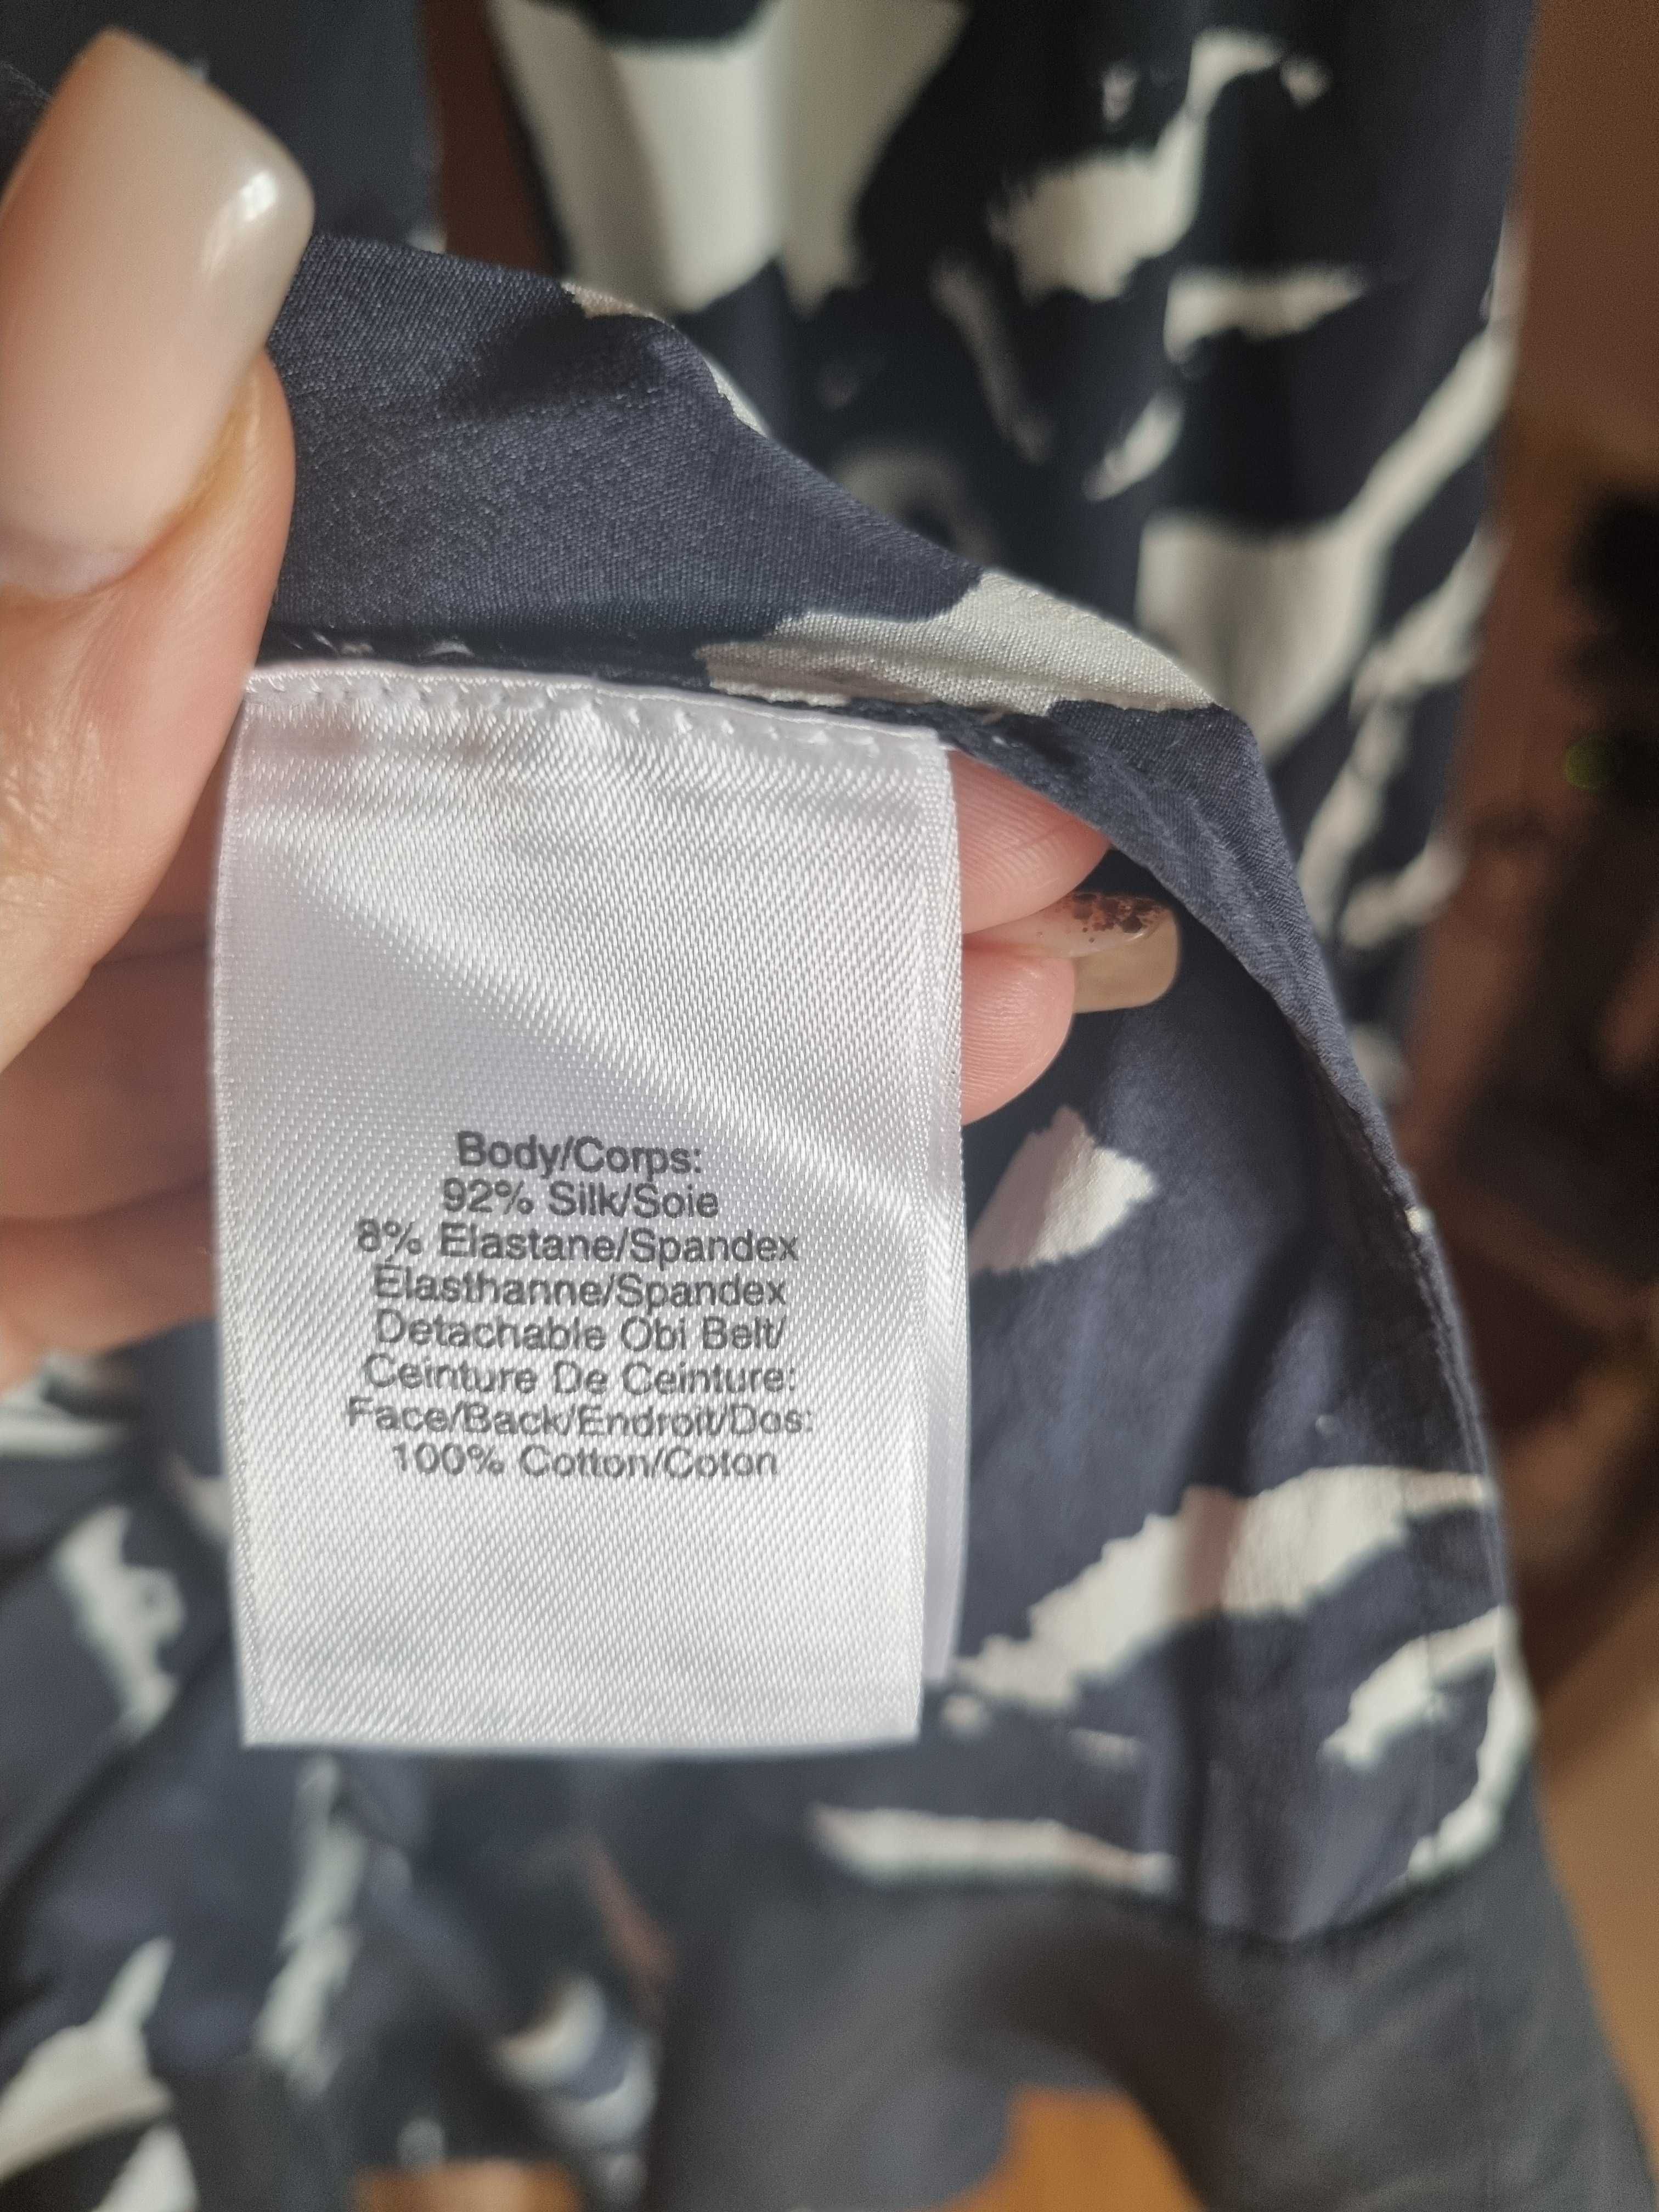 Body/Corps:
92% Silk/Soie
8% Elastane/Spandex
Elasthanne/Spandex
Detachable Obi Belt/
Ceinture De Ceinture:
Face/Back/Endroit/Dos:
100% Cotton/Coton